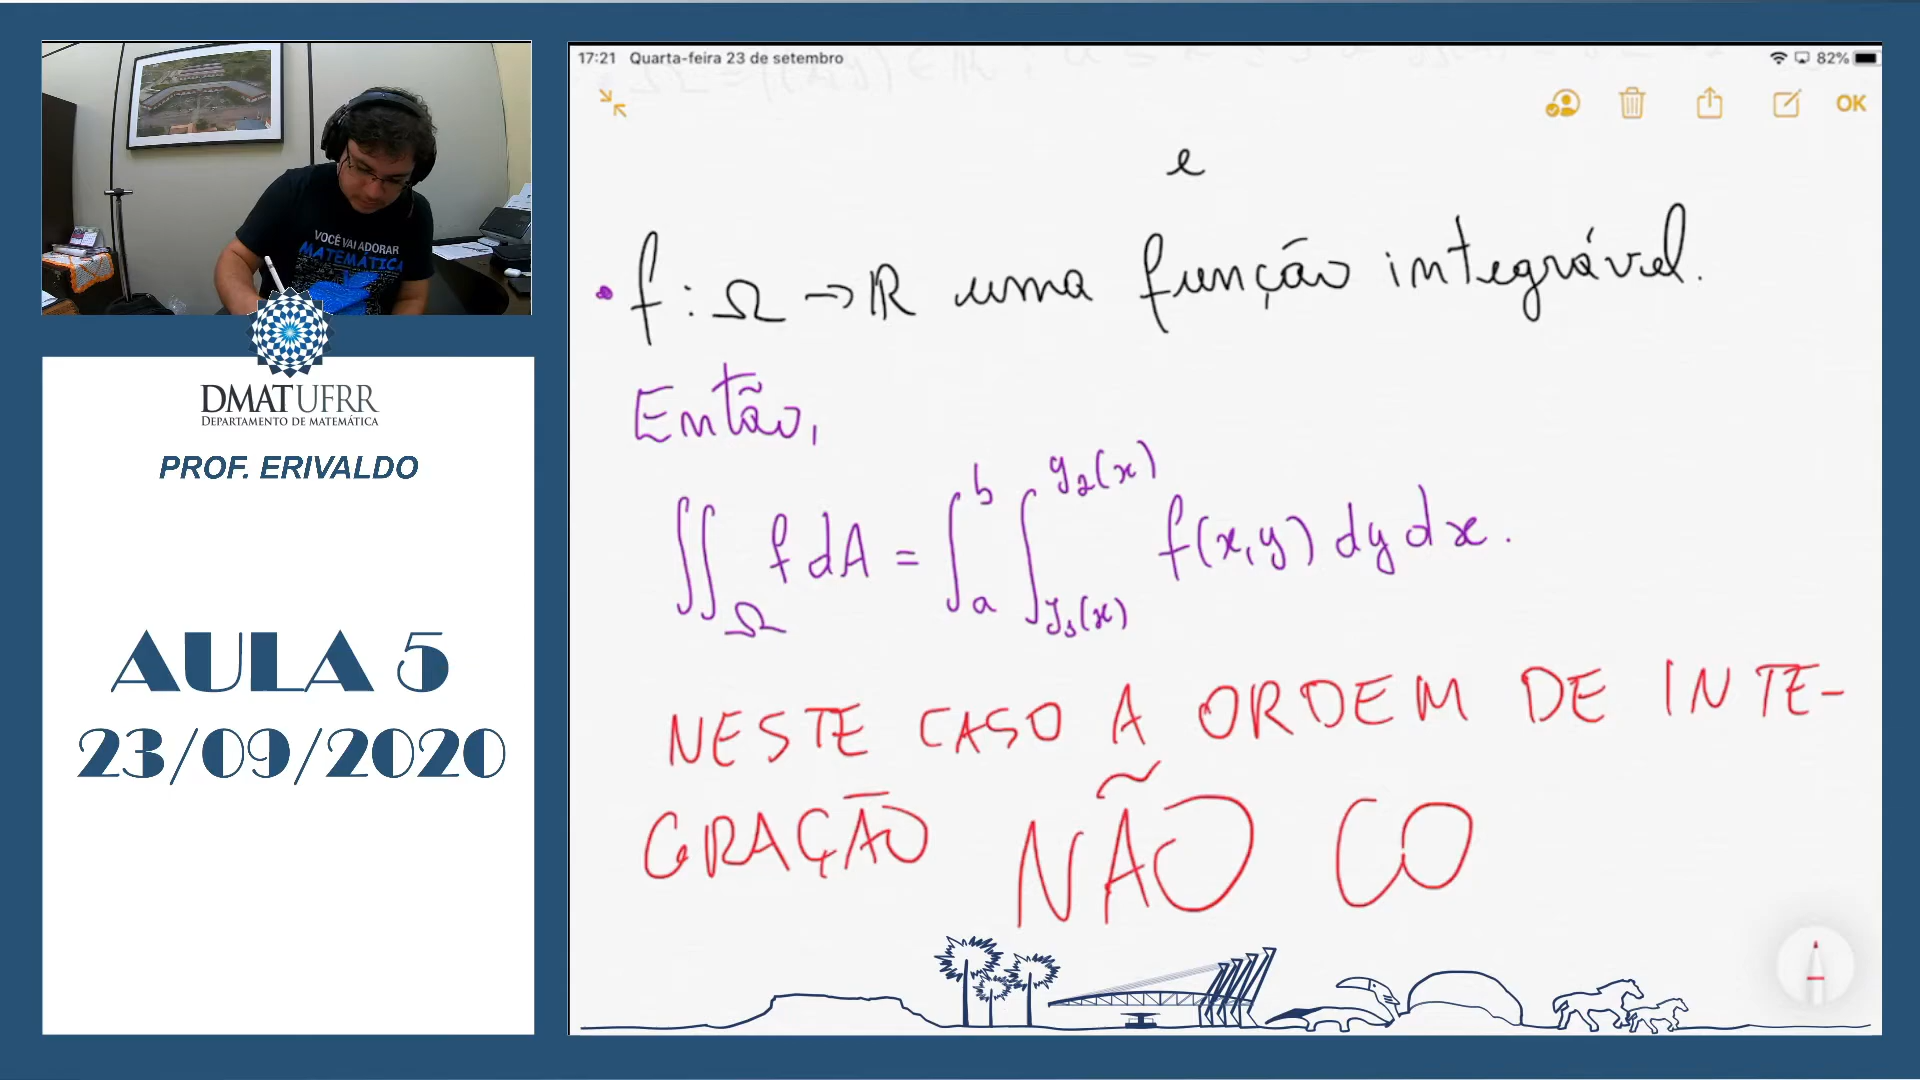 17:21 Quarta-feira 23 de setembro
82%
OK
e
• f : Ω → ℝ uma função integrável.
Então,
∬_Ω f dA = ∫_a^b ∫_{y₁(x)}^{y₂(x)} f(x,y) dy dx.
NESTE CASO A ORDEM DE INTE-
GRAÇÃO NÃO CO
VOCÊ VAI ADORAR
MATEMÁTICA
DMATUFRR
DEPARTAMENTO DE MATEMÁTICA
PROF. ERIVALDO
AULA 5
23/09/2020